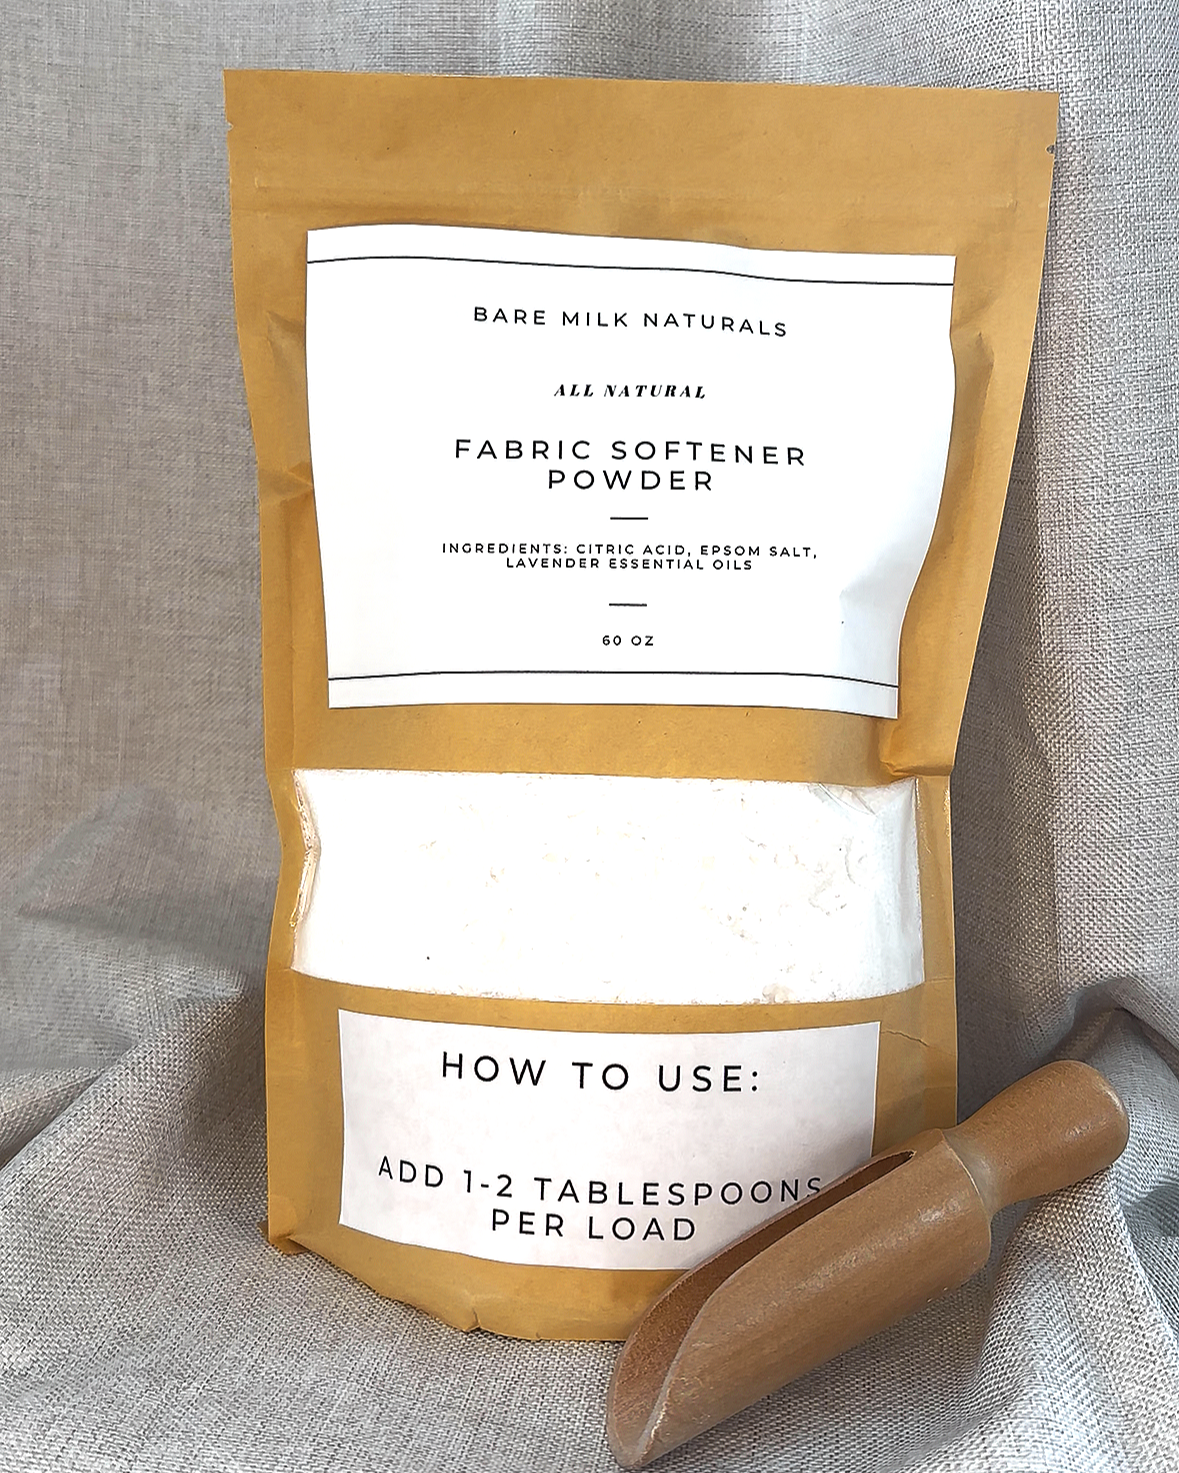 BARE MILK NATURALS
ALL NATURAL
FABRIC SOFTENER
POWDER
INGREDIENTS: CITRIC ACID, EPSOM SALT,
LAVENDER ESSENTIAL OILS
60 OZ
HOW TO USE:
ADD 1-2 TABLESPOONS
PER LOAD